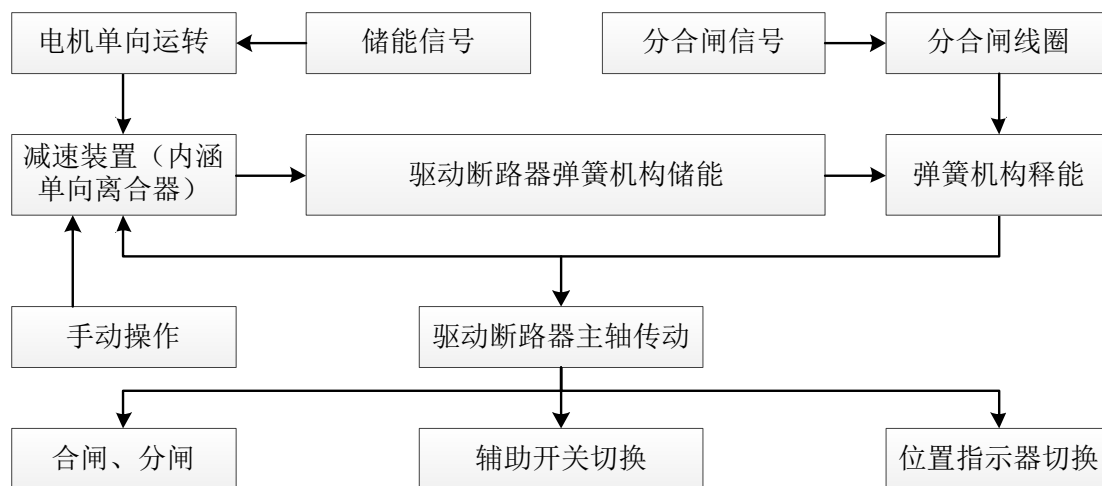 电机单向运转
储能信号
分合闸信号
分合闸线圈
减速装置（内涵
单向离合器）
驱动断路器弹簧机构储能
弹簧机构释能
手动操作
驱动断路器主轴传动
合闸、分闸
辅助开关切换
位置指示器切换